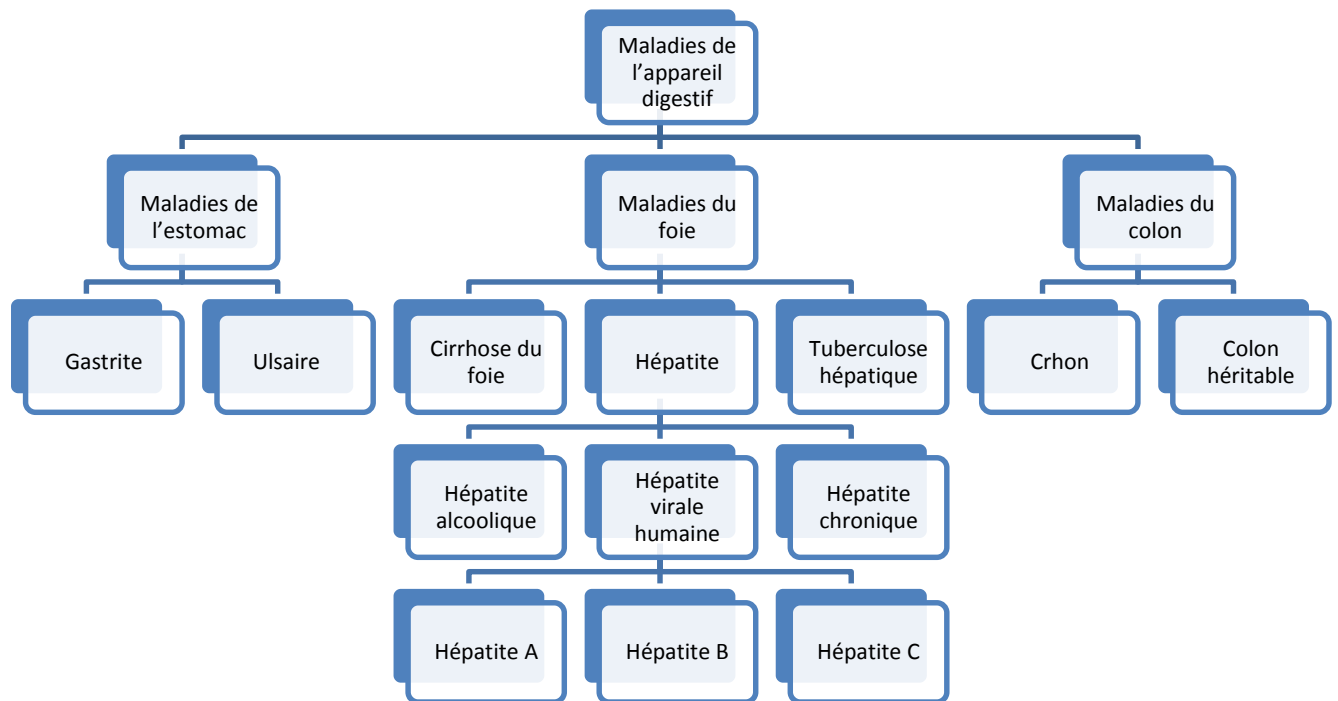 Maladies de
l'appareil
digestif
Maladies de
l'estomac
Maladies du
foie
Maladies du
colon
Gastrite
Ulsaire
Cirrhose du
foie
Hépatite
Tuberculose
hépatique
Crhon
Colon
héritable
Hépatite
alcoolique
Hépatite
virale
humaine
Hépatite
chronique
Hépatite A
Hépatite B
Hépatite C